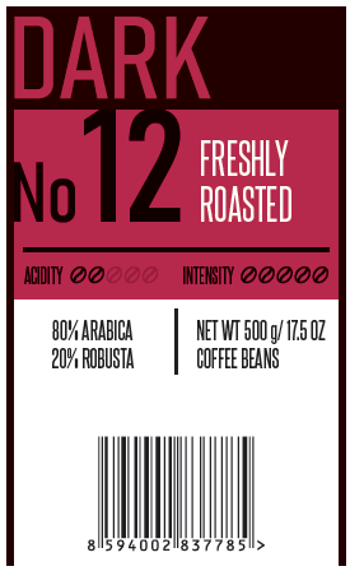 DARK
No 12
FRESHLY
ROASTED
ACIDITY
INTENSITY
80% ARABICA
20% ROBUSTA
NET WT 500 g/ 17.5 OZ
COFFEE BEANS
8 594002 837785 >